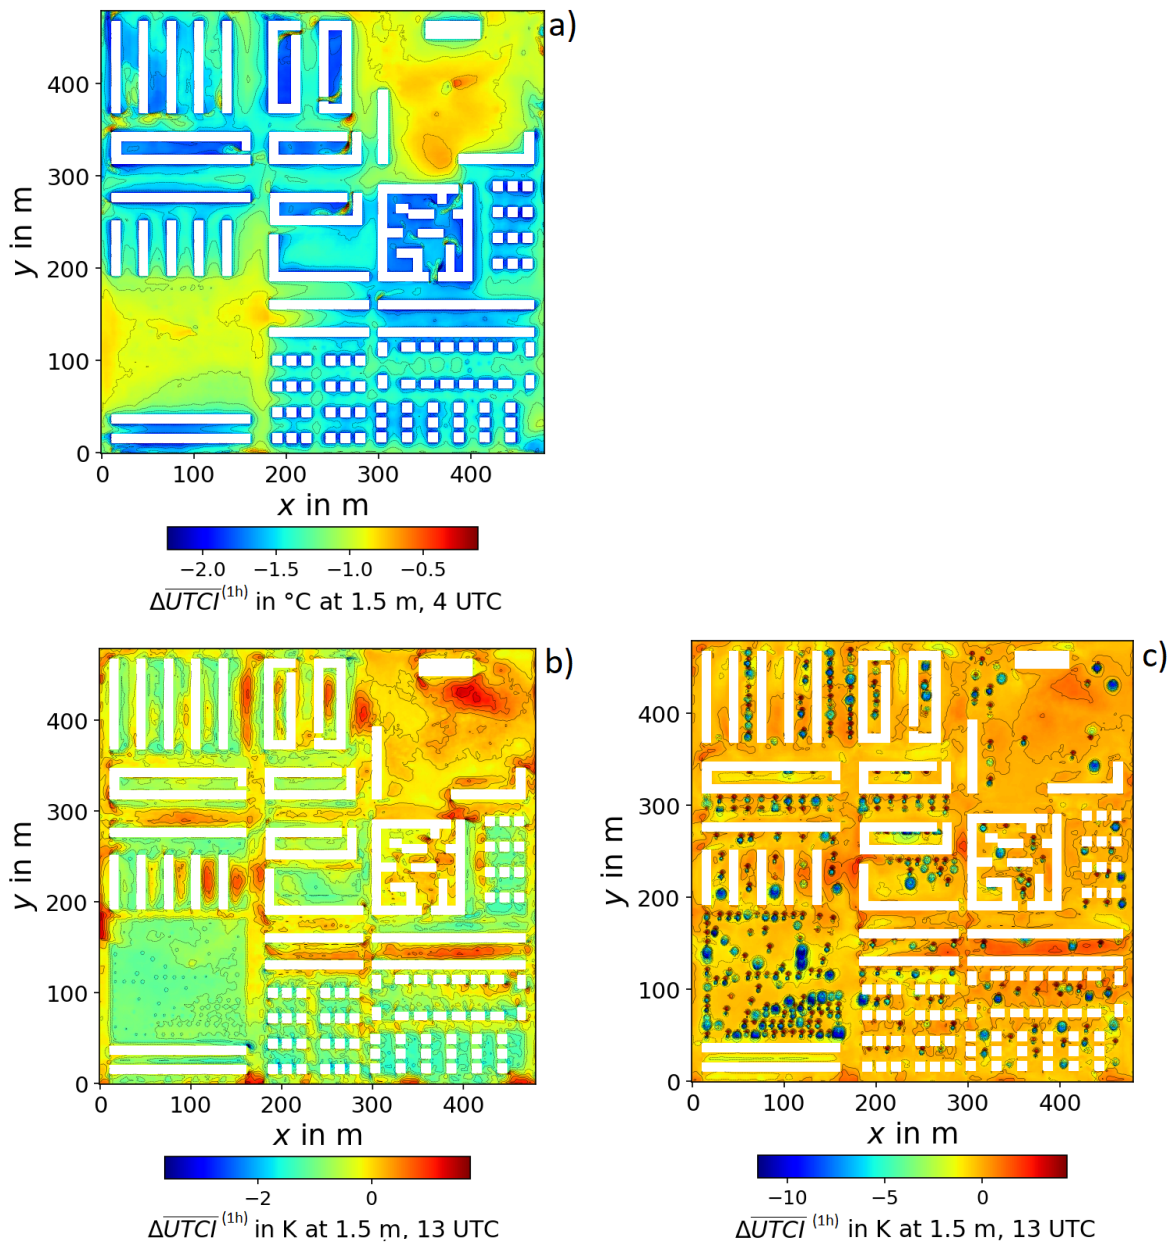 a)
400
300
200
100
0
y in m
0 100 200 300 400
x in m
−2.0 −1.5 −1.0 −0.5
ΔUTCI (1h) in °C at 1.5 m, 4 UTC
b)
400
300
200
100
0
y in m
0 100 200 300 400
x in m
−2 0
ΔUTCI (1h) in K at 1.5 m, 13 UTC
c)
400
300
200
100
0
y in m
0 100 200 300 400
x in m
−10 −5 0
ΔUTCI (1h) in K at 1.5 m, 13 UTC